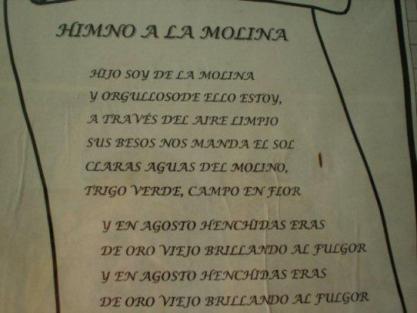 HIMNO A LA MOLINA
HIJO SOY DE LA MOLINA
Y ORGULLOSODE ELLO ESTOY,
A TRAVÉS DEL AIRE LIMPIO
SUS BESOS NOS MANDA EL SOL
CLARAS AGUAS DEL MOLINO,
TRIGO VERDE, CAMPO EN FLOR
Y EN AGOSTO HENCHIDAS ERAS
DE ORO VIEJO BRILLANDO AL FULGOR
Y EN AGOSTO HENCHIDAS ERAS
DE ORO VIEJO BRILLANDO AL FULGOR